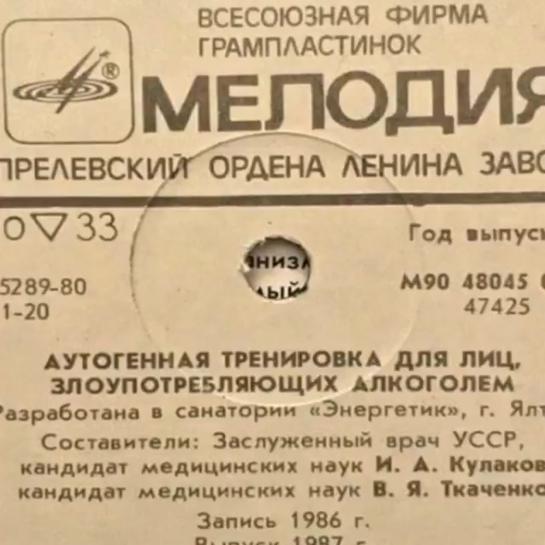 ВСЕСОЮЗНАЯ ФИРМА
ГРАМПЛАСТИНОК
®
МЕЛОДИЯ
ПРЕЛЕВСКИЙ ОРДЕНА ЛЕНИНА ЗАВО
0 ▽ 33
Год выпус
5289-80
М90 48045
1-20
47425
АУТОГЕННАЯ ТРЕНИРОВКА ДЛЯ ЛИЦ,
ЗЛОУПОТРЕБЛЯЮЩИХ АЛКОГОЛЕМ
Разработана в санатории «Энергетик», г. Ялт
Составители: Заслуженный врач УССР,
кандидат медицинских наук И. А. Кулаков
кандидат медицинских наук В. Я. Ткаченко
Запись 1986 г.
Выпуск 1987 г.